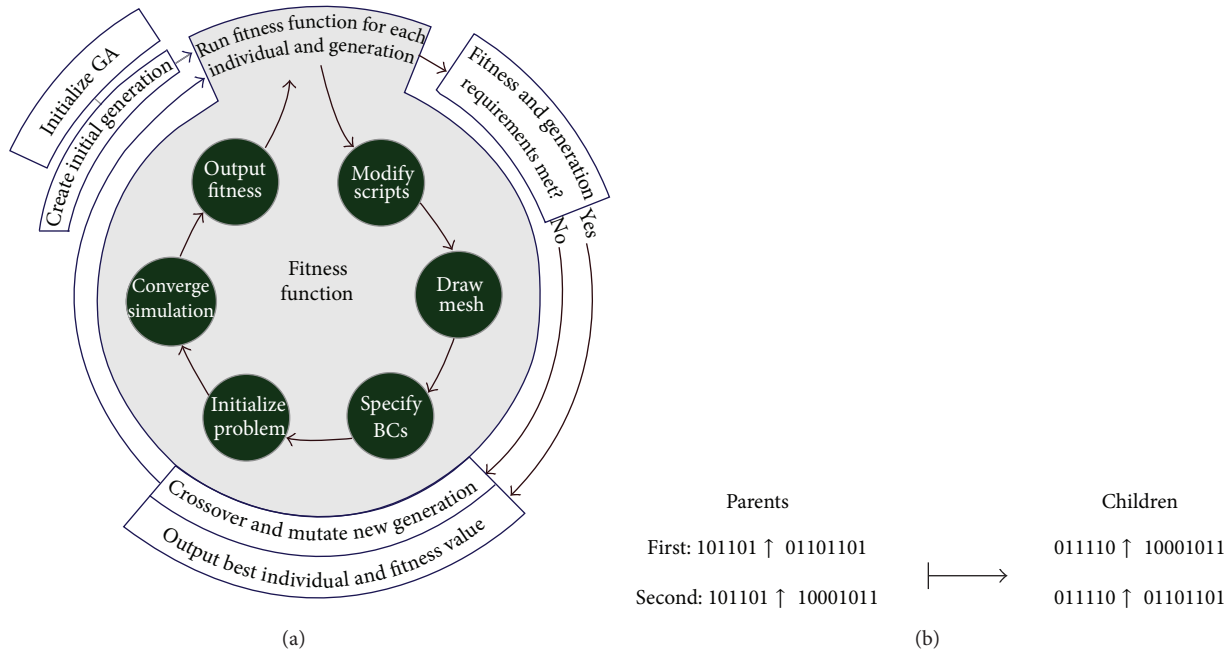 Initialize GA
Create initial generation
Run fitness function for each
individual and generation
Fitness and generation
requirements met?
No
Yes
Output
fitness
Modify
scripts
Converge
simulation
Fitness
function
Draw
mesh
Initialize
problem
Specify
BCs
Crossover and mutate new generation
Output best individual and fitness value
(a)
Parents
Children
First: 101101 ↑ 01101101
011110 ↑ 10001011
Second: 101101 ↑ 10001011
011110 ↑ 01101101
(b)